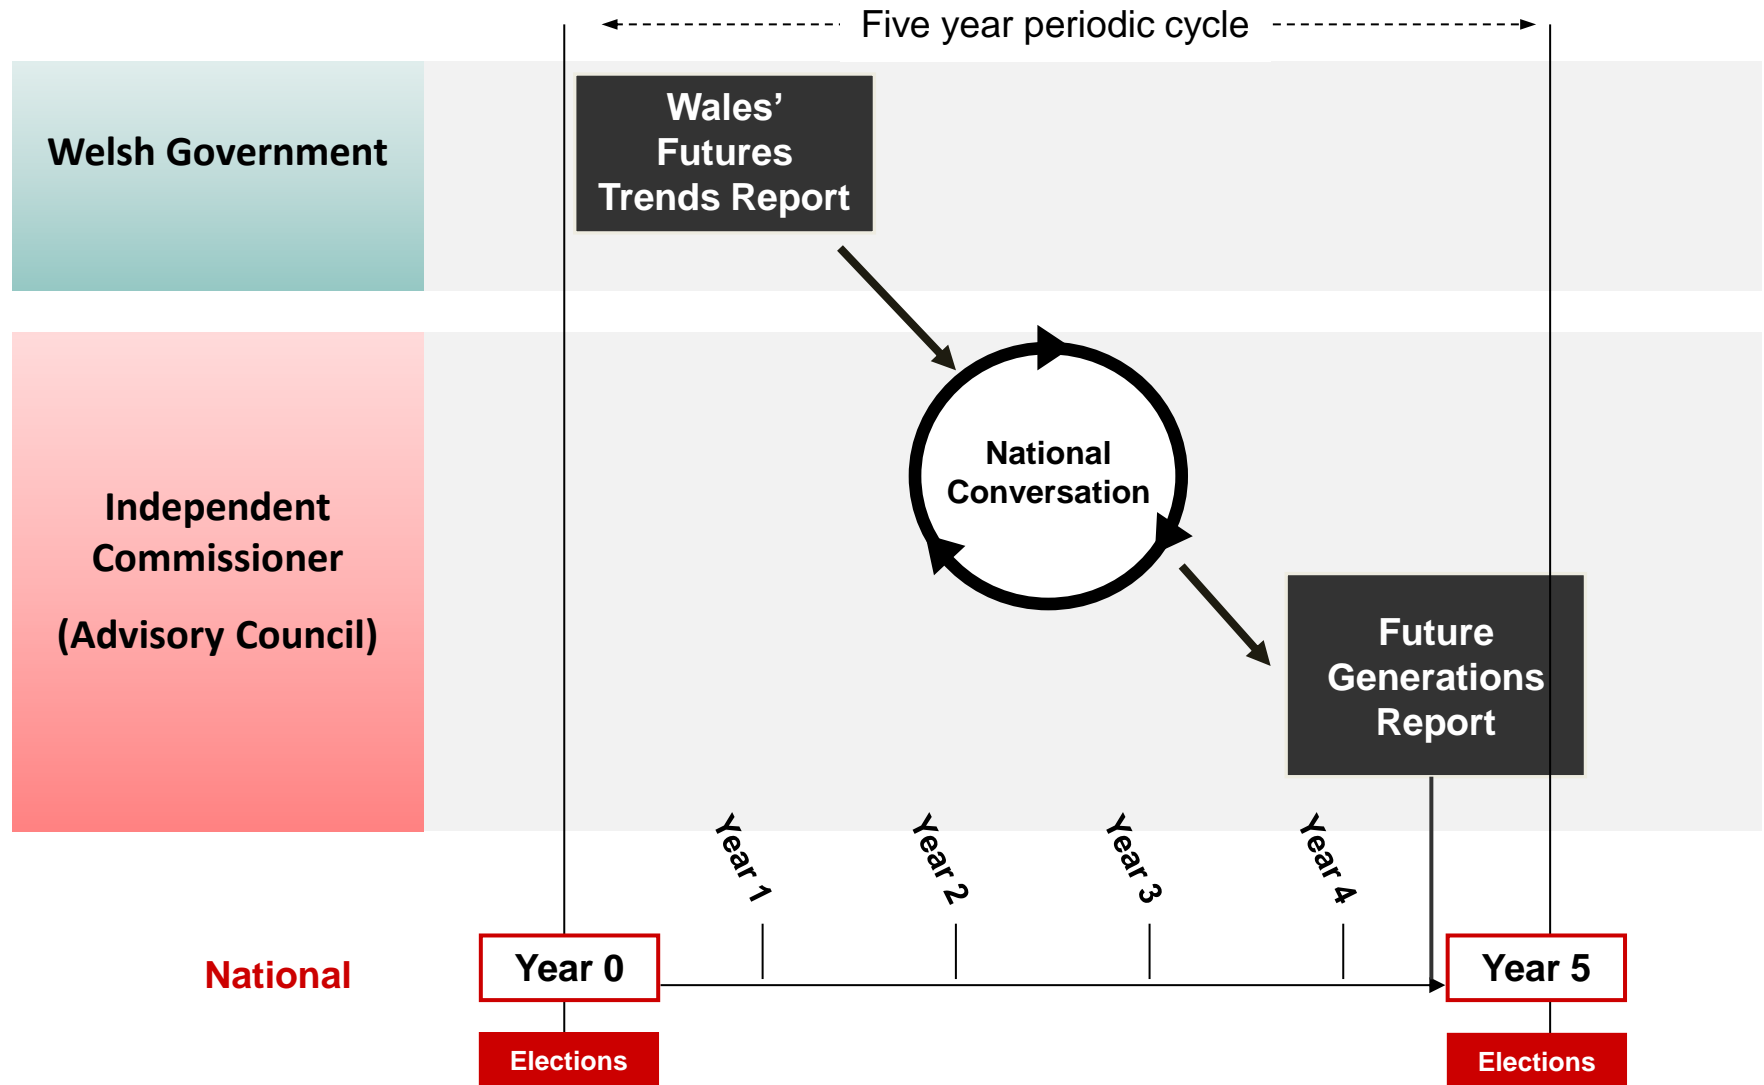 Five year periodic cycle
Welsh Government
Wales’
Futures
Trends Report
Independent
Commissioner
(Advisory Council)
National
Conversation
Future
Generations
Report
Year 1
Year 2
Year 3
Year 4
National
Year 0
Year 5
Elections
Elections